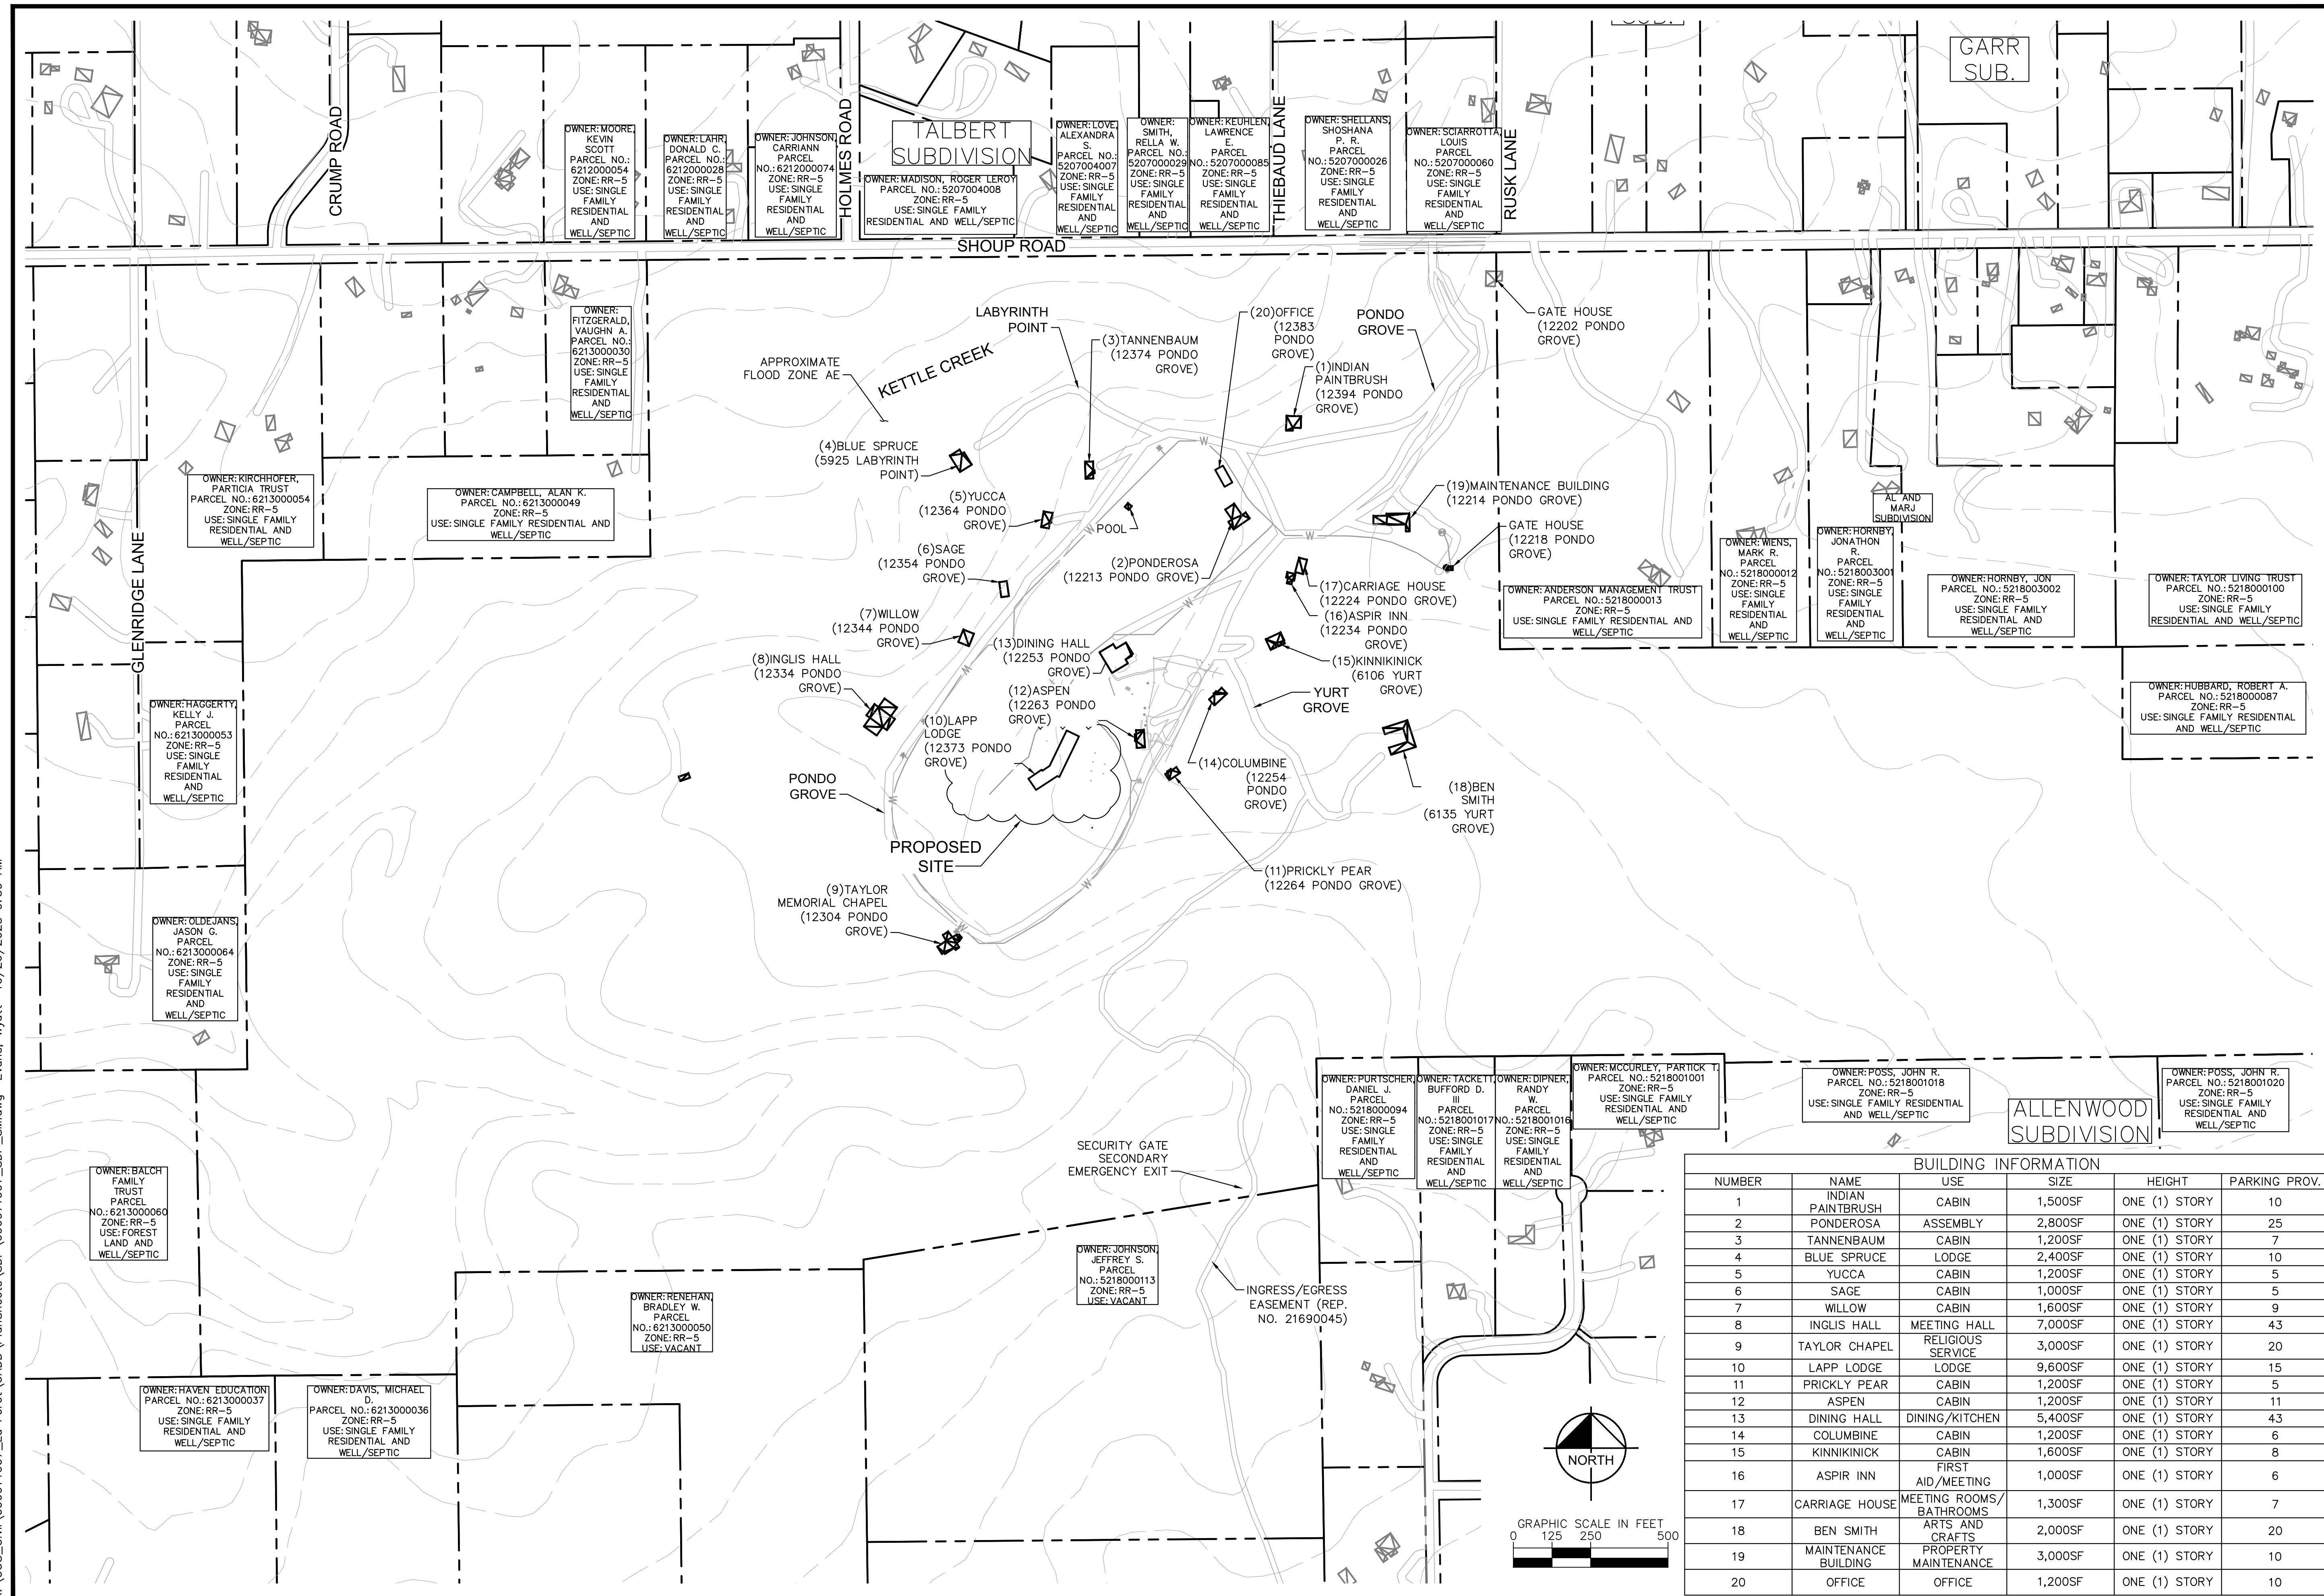 GARR
SUB.
CRUMP ROAD
OWNER: MOORE,
KEVIN
SCOTT
PARCEL NO.:
6212000054
ZONE: RR-5
USE: SINGLE
FAMILY
RESIDENTIAL
AND
WELL/SEPTIC
OWNER: LAHR,
DONALD C.
PARCEL NO.:
6212000028
ZONE: RR-5
USE: SINGLE
FAMILY
RESIDENTIAL
AND
WELL/SEPTIC
OWNER: JOHNSON,
CARRIANN
PARCEL
NO.: 6212000074
ZONE: RR-5
USE: SINGLE
FAMILY
RESIDENTIAL
AND
WELL/SEPTIC
HOLMES ROAD
TALBERT
SUBDIVISION
OWNER: MADISON, ROGER LEROY
PARCEL NO.: 5207004008
ZONE: RR-5
USE: SINGLE FAMILY
RESIDENTIAL AND WELL/SEPTIC
OWNER: LOVE,
ALEXANDRA
S.
PARCEL NO.:
5207004007
ZONE: RR-5
USE: SINGLE
FAMILY
RESIDENTIAL
AND
WELL/SEPTIC
OWNER:
SMITH,
RELLA W.
PARCEL NO.:
5207000029
ZONE: RR-5
USE: SINGLE
FAMILY
RESIDENTIAL
AND
WELL/SEPTIC
OWNER: KEUHLEN,
LAWRENCE
E.
PARCEL
NO.: 5207000085
ZONE: RR-5
USE: SINGLE
FAMILY
RESIDENTIAL
AND
WELL/SEPTIC
THIEBAUD LANE
OWNER: SHELLANS,
SHOSHANA
P. R.
PARCEL
NO.: 5207000026
ZONE: RR-5
USE: SINGLE
FAMILY
RESIDENTIAL
AND
WELL/SEPTIC
OWNER: SCIARROTTA,
LOUIS
PARCEL
NO.: 5207000060
ZONE: RR-5
USE: SINGLE
FAMILY
RESIDENTIAL
AND
WELL/SEPTIC
RUSK LANE
SHOUP ROAD
OWNER:
FITZGERALD,
VAUGHN A.
PARCEL NO.:
6213000030
ZONE: RR-5
USE: SINGLE
FAMILY
RESIDENTIAL
AND
WELL/SEPTIC
APPROXIMATE
FLOOD ZONE AE
KETTLE CREEK
LABYRINTH
POINT
(3)TANNENBAUM
(12374 PONDO
GROVE)
(20)OFFICE
(12383
PONDO
GROVE)
(1)INDIAN
PAINTBRUSH
(12394 PONDO
GROVE)
PONDO
GROVE
GATE HOUSE
(12202 PONDO
GROVE)
(4)BLUE SPRUCE
(5925 LABYRINTH
POINT)
(5)YUCCA
(12364 PONDO
GROVE)
POOL
(6)SAGE
(12354 PONDO
GROVE)
(2)PONDEROSA
(12213 PONDO GROVE)
(19)MAINTENANCE BUILDING
(12214 PONDO GROVE)
GATE HOUSE
(12218 PONDO
GROVE)
(17)CARRIAGE HOUSE
(12224 PONDO GROVE)
(16)ASPIR INN
(12234 PONDO
GROVE)
(7)WILLOW
(12344 PONDO
GROVE)
(13)DINING HALL
(12253 PONDO
GROVE)
(15)KINNIKINICK
(6106 YURT
GROVE)
(8)INGLIS HALL
(12334 PONDO
GROVE)
(12)ASPEN
(12263 PONDO
GROVE)
YURT
GROVE
(10)LAPP
LODGE
(12373 PONDO
GROVE)
(14)COLUMBINE
(12254
PONDO
GROVE)
(18)BEN
SMITH
(6135 YURT
GROVE)
PONDO
GROVE
PROPOSED
SITE
(11)PRICKLY PEAR
(12264 PONDO GROVE)
(9)TAYLOR
MEMORIAL CHAPEL
(12304 PONDO
GROVE)
W
W
W
W
W
W
W
W
OWNER: KIRCHHOFER,
PARTICIA TRUST
PARCEL NO.: 6213000054
ZONE: RR-5
USE: SINGLE FAMILY
RESIDENTIAL AND
WELL/SEPTIC
OWNER: CAMPBELL, ALAN K.
PARCEL NO.: 6213000049
ZONE: RR-5
USE: SINGLE FAMILY RESIDENTIAL AND
WELL/SEPTIC
GLENRIDGE LANE
AL AND
MARJ
SUBDIVISION
OWNER: ANDERSON MANAGEMENT TRUST
PARCEL NO.: 5218000013
ZONE: RR-5
USE: SINGLE FAMILY RESIDENTIAL AND
WELL/SEPTIC
OWNER: WIENS,
MARK R.
PARCEL
NO.: 5218000012
ZONE: RR-5
USE: SINGLE
FAMILY
RESIDENTIAL
AND
WELL/SEPTIC
OWNER: HORNBY,
JONATHON
R.
PARCEL
NO.: 5218003001
ZONE: RR-5
USE: SINGLE
FAMILY
RESIDENTIAL
AND
WELL/SEPTIC
OWNER: HORNBY, JON
PARCEL NO.: 5218003002
ZONE: RR-5
USE: SINGLE FAMILY
RESIDENTIAL AND
WELL/SEPTIC
OWNER: TAYLOR LIVING TRUST
PARCEL NO.: 5218000100
ZONE: RR-5
USE: SINGLE FAMILY
RESIDENTIAL AND WELL/SEPTIC
OWNER: HUBBARD, ROBERT A.
PARCEL NO.: 5218000087
ZONE: RR-5
USE: SINGLE FAMILY RESIDENTIAL
AND WELL/SEPTIC
OWNER: HAGGERTY,
KELLY J.
PARCEL
NO.: 6213000053
ZONE: RR-5
USE: SINGLE
FAMILY
RESIDENTIAL
AND
WELL/SEPTIC
OWNER: OLDEJANS,
JASON G.
PARCEL
NO.: 6213000064
ZONE: RR-5
USE: SINGLE
FAMILY
RESIDENTIAL
AND
WELL/SEPTIC
OWNER: BALCH
FAMILY
TRUST
PARCEL
NO.: 6213000060
ZONE: RR-5
USE: FOREST
LAND AND
WELL/SEPTIC
OWNER: HAVEN EDUCATION
PARCEL NO.: 6213000037
ZONE: RR-5
USE: SINGLE FAMILY
RESIDENTIAL AND
WELL/SEPTIC
OWNER: DAVIS, MICHAEL
D.
PARCEL NO.: 6213000036
ZONE: RR-5
USE: SINGLE FAMILY
RESIDENTIAL AND
WELL/SEPTIC
OWNER: RENEHAN,
BRADLEY W.
PARCEL
NO.: 6213000050
ZONE: RR-5
USE: VACANT
SECURITY GATE
SECONDARY
EMERGENCY EXIT
OWNER: JOHNSON,
JEFFREY S.
PARCEL
NO.: 5218000113
ZONE: RR-5
USE: VACANT
INGRESS/EGRESS
EASEMENT (REP.
NO. 21690045)
OWNER: PURTSCHER,
DANIEL J.
PARCEL
NO.: 5218000094
ZONE: RR-5
USE: SINGLE
FAMILY
RESIDENTIAL
AND
WELL/SEPTIC
OWNER: TACKETT,
BUFFORD D.
III
PARCEL
NO.: 5218001017
ZONE: RR-5
USE: SINGLE
FAMILY
RESIDENTIAL
AND
WELL/SEPTIC
OWNER: DIPNER,
RANDY
W.
PARCEL
NO.: 5218001016
ZONE: RR-5
USE: SINGLE
FAMILY
RESIDENTIAL
AND
WELL/SEPTIC
OWNER: MCCURLEY, PARTICK T.
PARCEL NO.: 5218001001
ZONE: RR-5
USE: SINGLE FAMILY
RESIDENTIAL AND
WELL/SEPTIC
OWNER: POSS, JOHN R.
PARCEL NO.: 5218001018
ZONE: RR-5
USE: SINGLE FAMILY RESIDENTIAL
AND WELL/SEPTIC
ALLENWOOD
SUBDIVISION
OWNER: POSS, JOHN R.
PARCEL NO.: 5218001020
ZONE: RR-5
USE: SINGLE FAMILY
RESIDENTIAL AND
WELL/SEPTIC
NORTH
GRAPHIC SCALE IN FEET
0 125 250 500
BUILDING INFORMATION
NUMBER NAME USE SIZE HEIGHT PARKING PROV.
1 INDIAN PAINTBRUSH CABIN 1,500SF ONE (1) STORY 10
2 PONDEROSA ASSEMBLY 2,800SF ONE (1) STORY 25
3 TANNENBAUM CABIN 1,200SF ONE (1) STORY 7
4 BLUE SPRUCE LODGE 2,400SF ONE (1) STORY 10
5 YUCCA CABIN 1,200SF ONE (1) STORY 5
6 SAGE CABIN 1,000SF ONE (1) STORY 5
7 WILLOW CABIN 1,600SF ONE (1) STORY 9
8 INGLIS HALL MEETING HALL 7,000SF ONE (1) STORY 43
9 TAYLOR CHAPEL RELIGIOUS SERVICE 3,000SF ONE (1) STORY 20
10 LAPP LODGE LODGE 9,600SF ONE (1) STORY 15
11 PRICKLY PEAR CABIN 1,200SF ONE (1) STORY 5
12 ASPEN CABIN 1,200SF ONE (1) STORY 11
13 DINING HALL DINING/KITCHEN 5,400SF ONE (1) STORY 43
14 COLUMBINE CABIN 1,200SF ONE (1) STORY 6
15 KINNIKINICK CABIN 1,600SF ONE (1) STORY 8
16 ASPIR INN FIRST AID/MEETING 1,000SF ONE (1) STORY 6
17 CARRIAGE HOUSE MEETING ROOMS/ BATHROOMS 1,300SF ONE (1) STORY 7
18 BEN SMITH ARTS AND CRAFTS 2,000SF ONE (1) STORY 20
19 MAINTENANCE BUILDING PROPERTY MAINTENANCE 3,000SF ONE (1) STORY 10
20 OFFICE OFFICE 1,200SF ONE (1) STORY 10